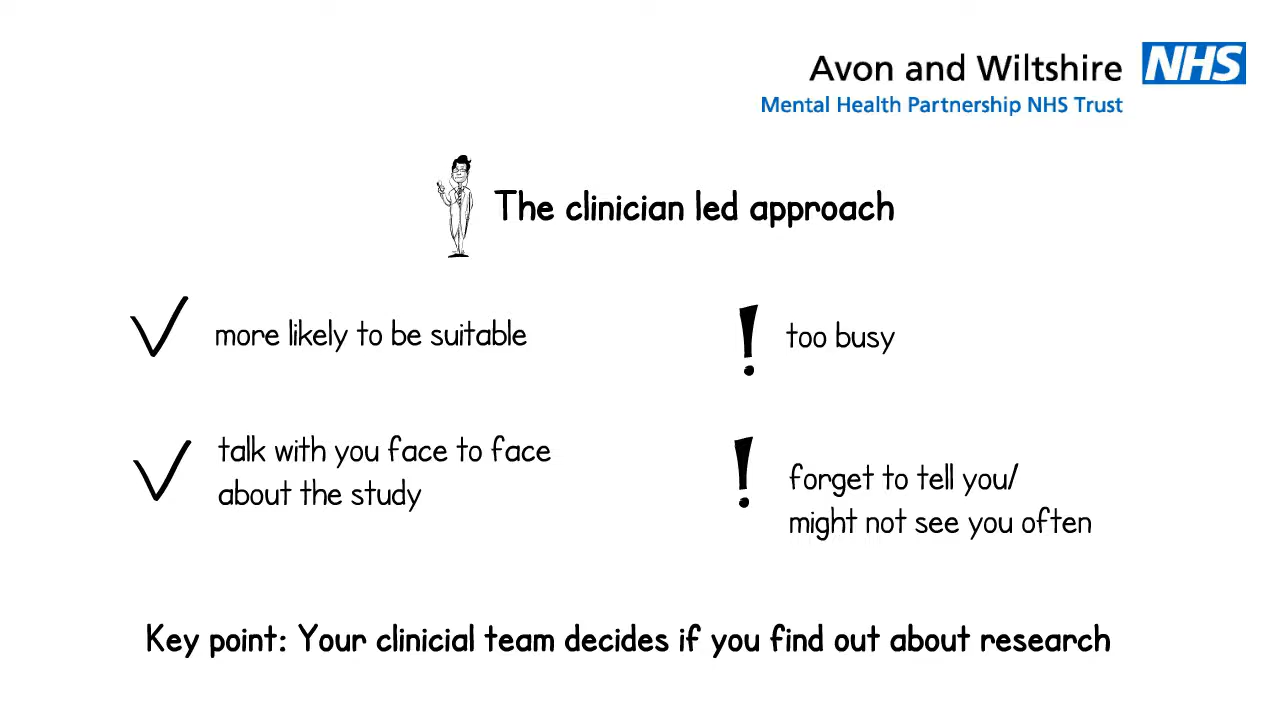 Avon and Wiltshire NHS
Mental Health Partnership NHS Trust
The clinician led approach
more likely to be suitable
too busy
talk with you face to face
about the study
forget to tell you/
might not see you often
Key point: Your clinicial team decides if you find out about research